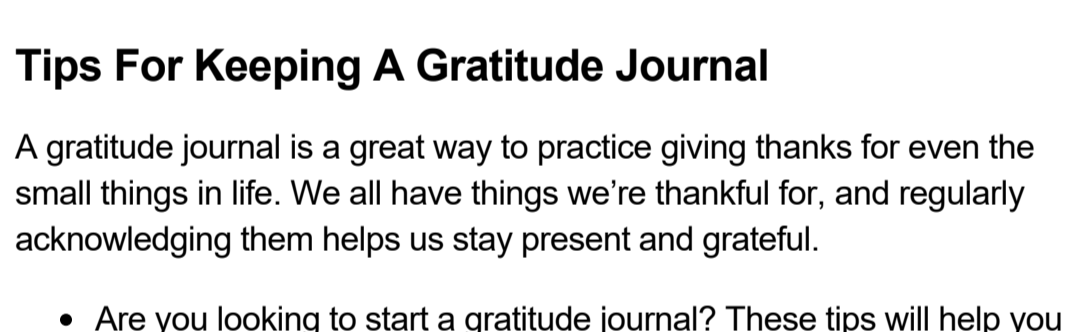 Tips For Keeping A Gratitude Journal
A gratitude journal is a great way to practice giving thanks for even the
small things in life. We all have things we’re thankful for, and regularly
acknowledging them helps us stay present and grateful.
• Are you looking to start a gratitude journal? These tips will help you